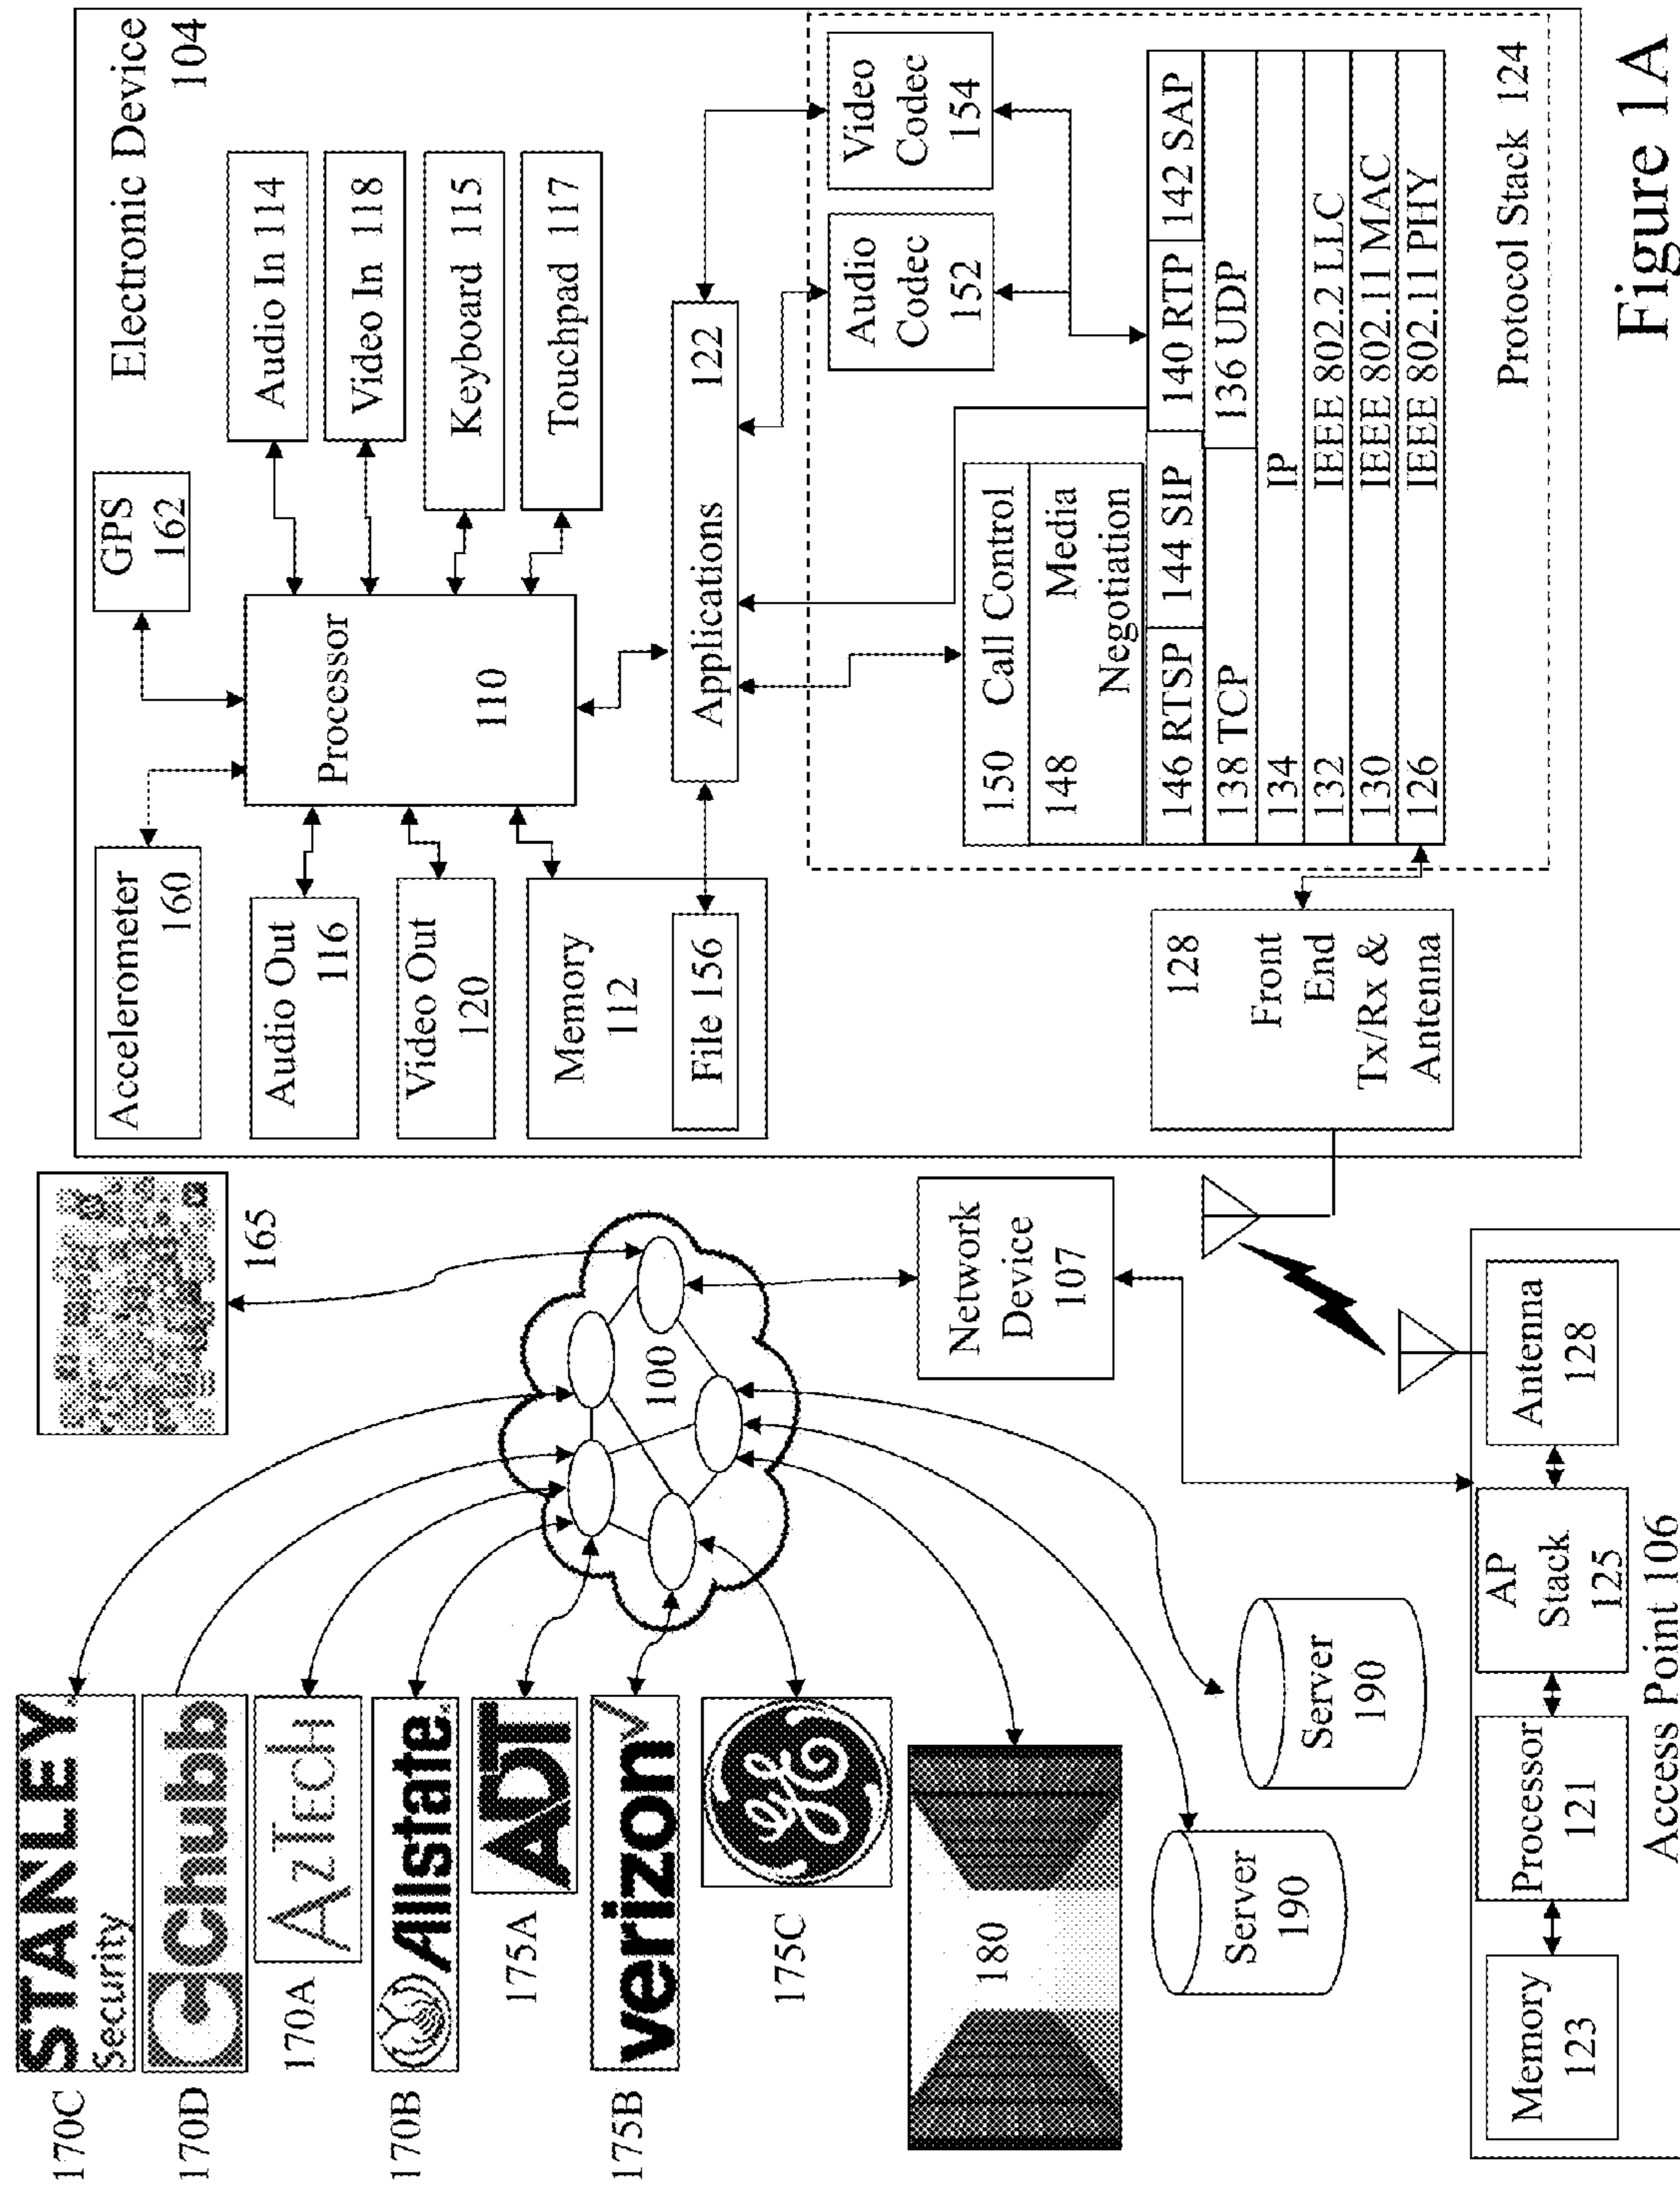 170C
STANLEY
Security
170D
Chubb
170A
AZTECH
170B
Allstate
175A
ADT
175B
verizon
175C
GE
180
Server
190
Server
190
165
100
Network
Device
107
Memory
123
Processor
121
AP
Stack
125
Antenna
128
Access Point 106
Electronic Device
104
Accelerometer
160
GPS
162
Audio Out
116
Video Out
120
Memory
112
File 156
Processor
110
Audio In 114
Video In 118
Keyboard 115
Touchpad 117
Applications 122
Audio
Codec
152
Video
Codec
154
150 Call Control
148 Media
Negotiation
146 RTSP 144 SIP 140 RTP 142 SAP
138 TCP 136 UDP
134 IP
132 IEEE 802.2 LLC
130 IEEE 802.11 MAC
126 IEEE 802.11 PHY
Protocol Stack 124
128
Front
End
Tx/Rx &
Antenna
Figure 1A